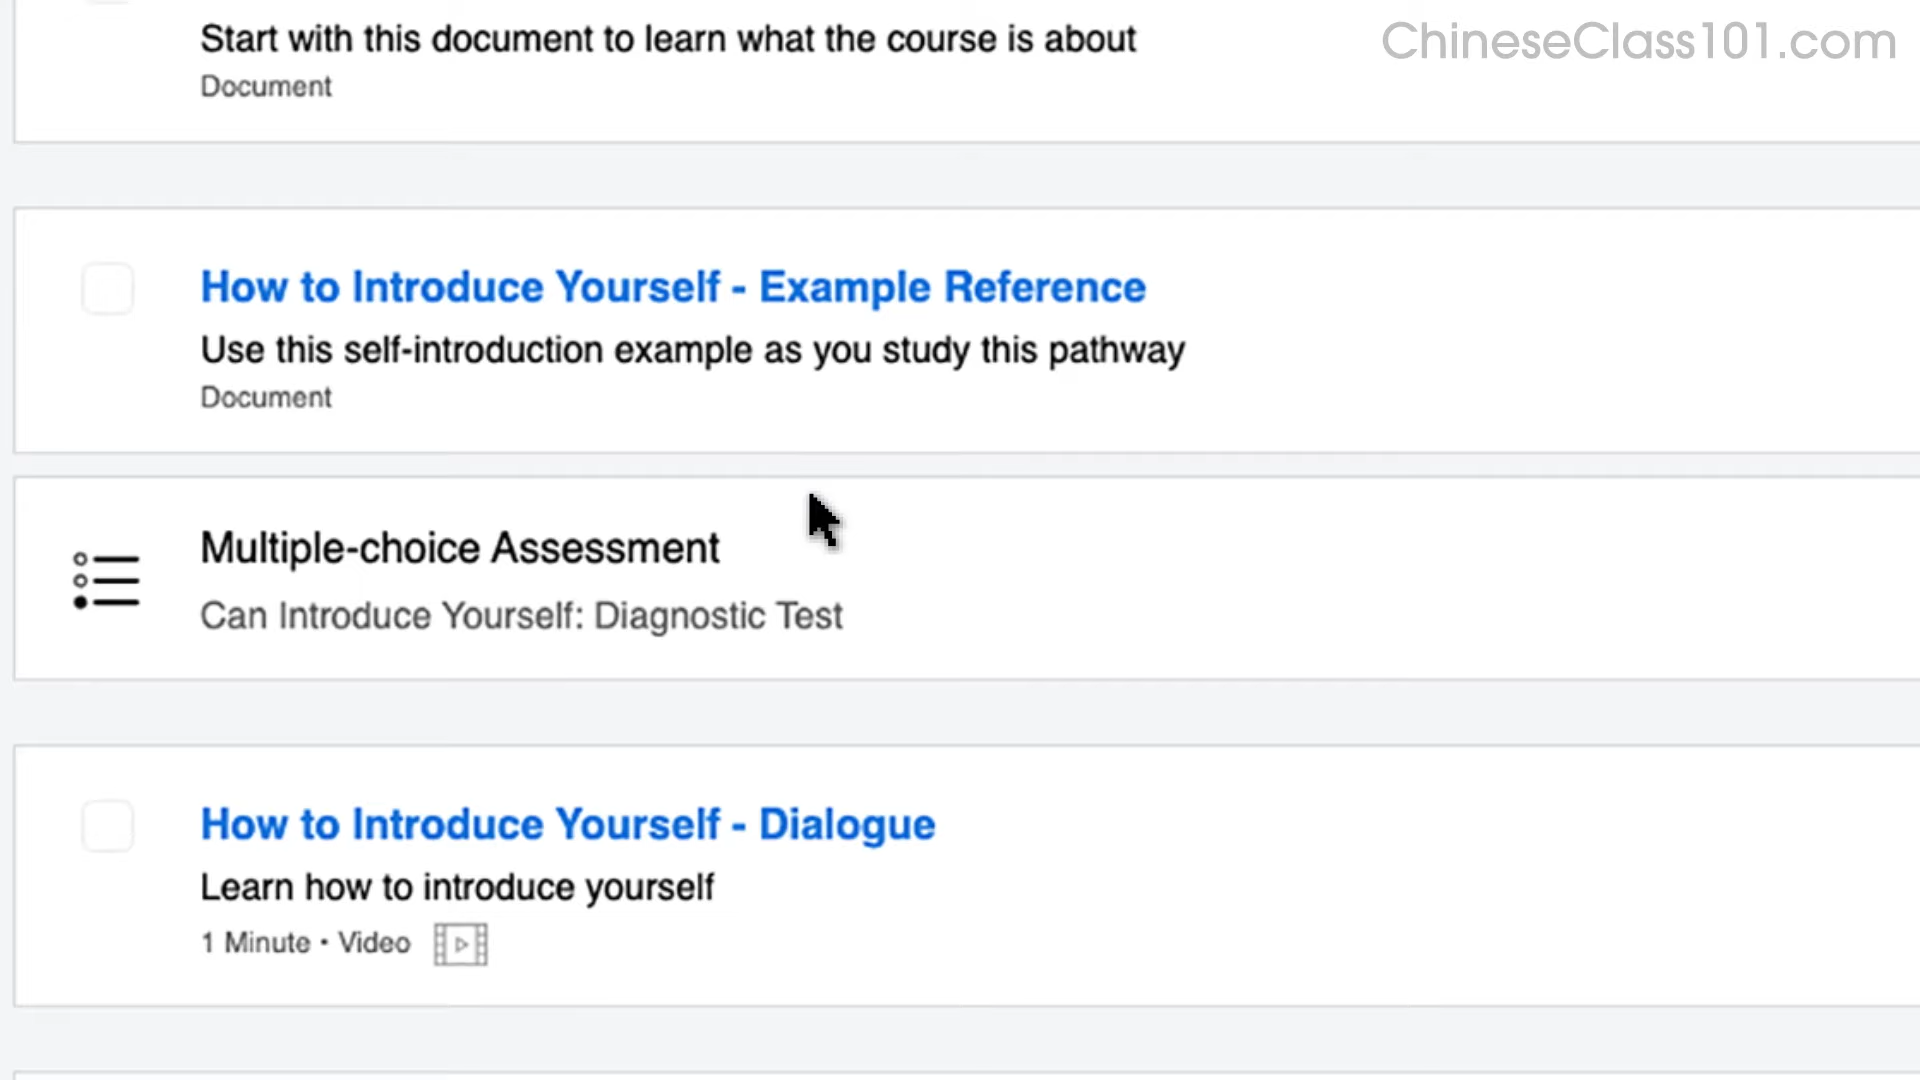 Start with this document to learn what the course is about
ChineseClass101.com
Document
How to Introduce Yourself - Example Reference
Use this self-introduction example as you study this pathway
Document
Multiple-choice Assessment
Can Introduce Yourself: Diagnostic Test
How to Introduce Yourself - Dialogue
Learn how to introduce yourself
1 Minute • Video